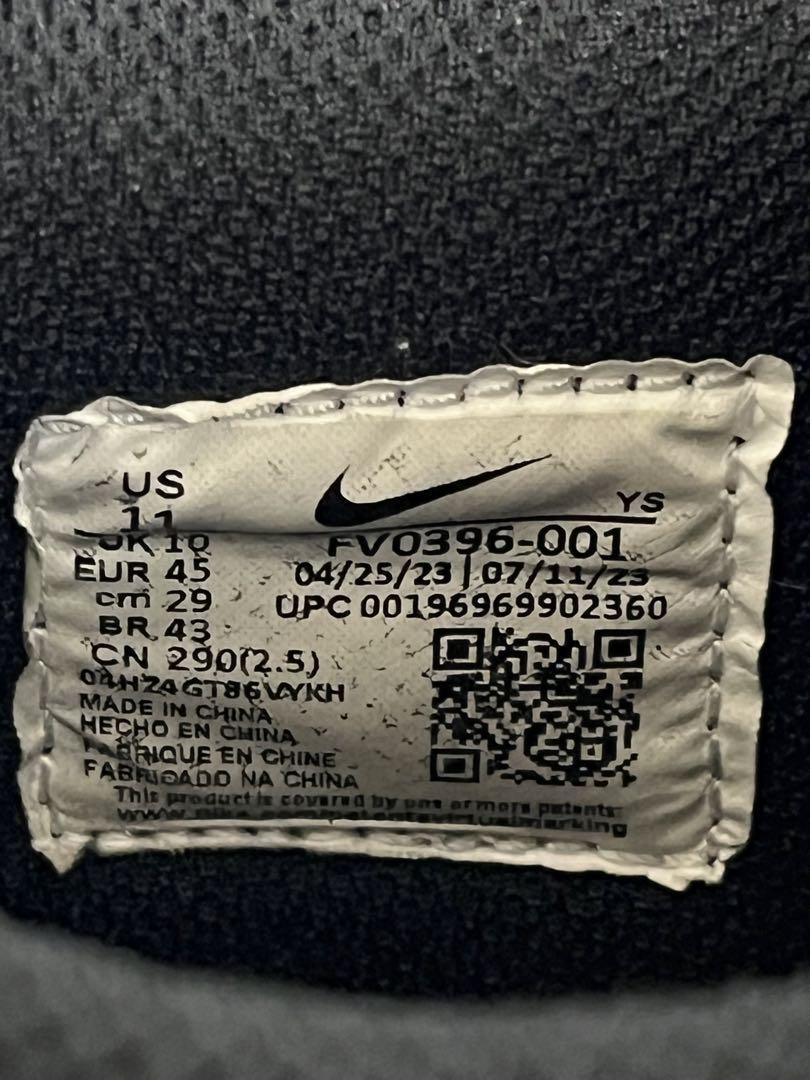 US
11
YS
UK 10
FV0396-001
EUR 45
04/25/23 | 07/11/23
cm 29
UPC 00196969902360
BR 43
CN 290(2.5)
MADE IN CHINA
HECHO EN CHINA
FABRIQUE EN CHINE
FABRICADO NA CHINA
This product is covered by one or more patents